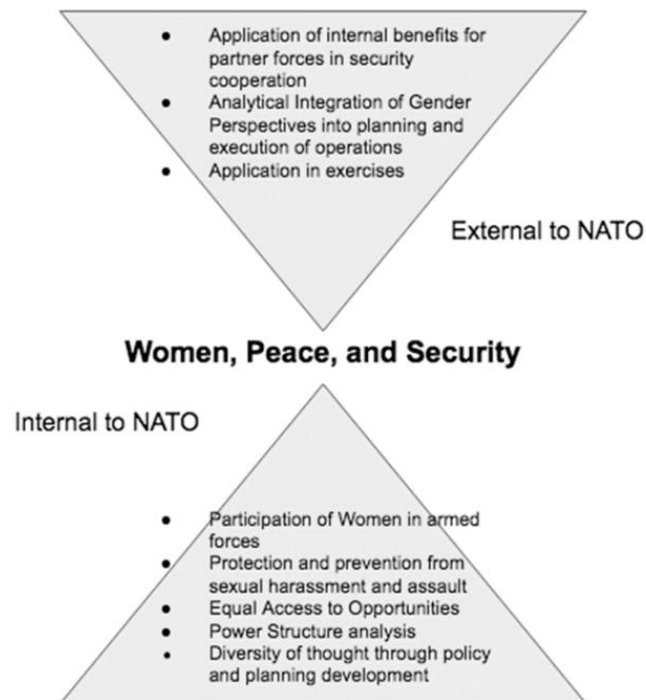 • Application of internal benefits for
partner forces in security
cooperation
• Analytical Integration of Gender
Perspectives into planning and
execution of operations
• Application in exercises
External to NATO
Women, Peace, and Security
Internal to NATO
• Participation of Women in armed
forces
• Protection and prevention from
sexual harassment and assault
• Equal Access to Opportunities
• Power Structure analysis
• Diversity of thought through policy
and planning development